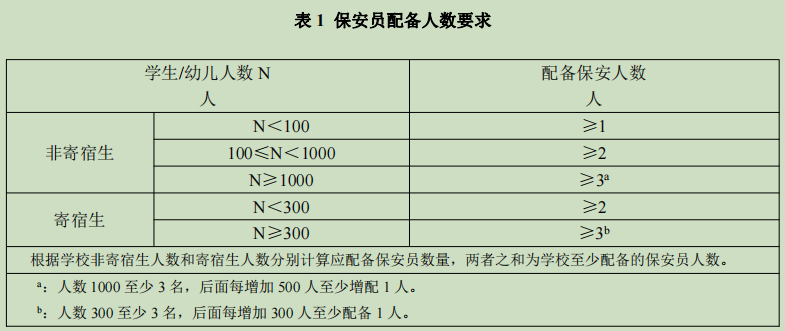 表 1 保安员配备人数要求
学生/幼儿人数 N
人
配备保安人数
人
非寄宿生
N＜100
≥1
100≤N＜1000
≥2
N≥1000
≥3ᵃ
寄宿生
N＜300
≥2
N≥300
≥3ᵇ
根据学校非寄宿生人数和寄宿生人数分别计算应配备保安员数量，两者之和为学校至少配备的保安员人数。
ᵃ：人数 1000 至少 3 名，后面每增加 500 人至少增配 1 人。
ᵇ：人数 300 至少 3 名，后面每增加 300 人至少配备 1 人。